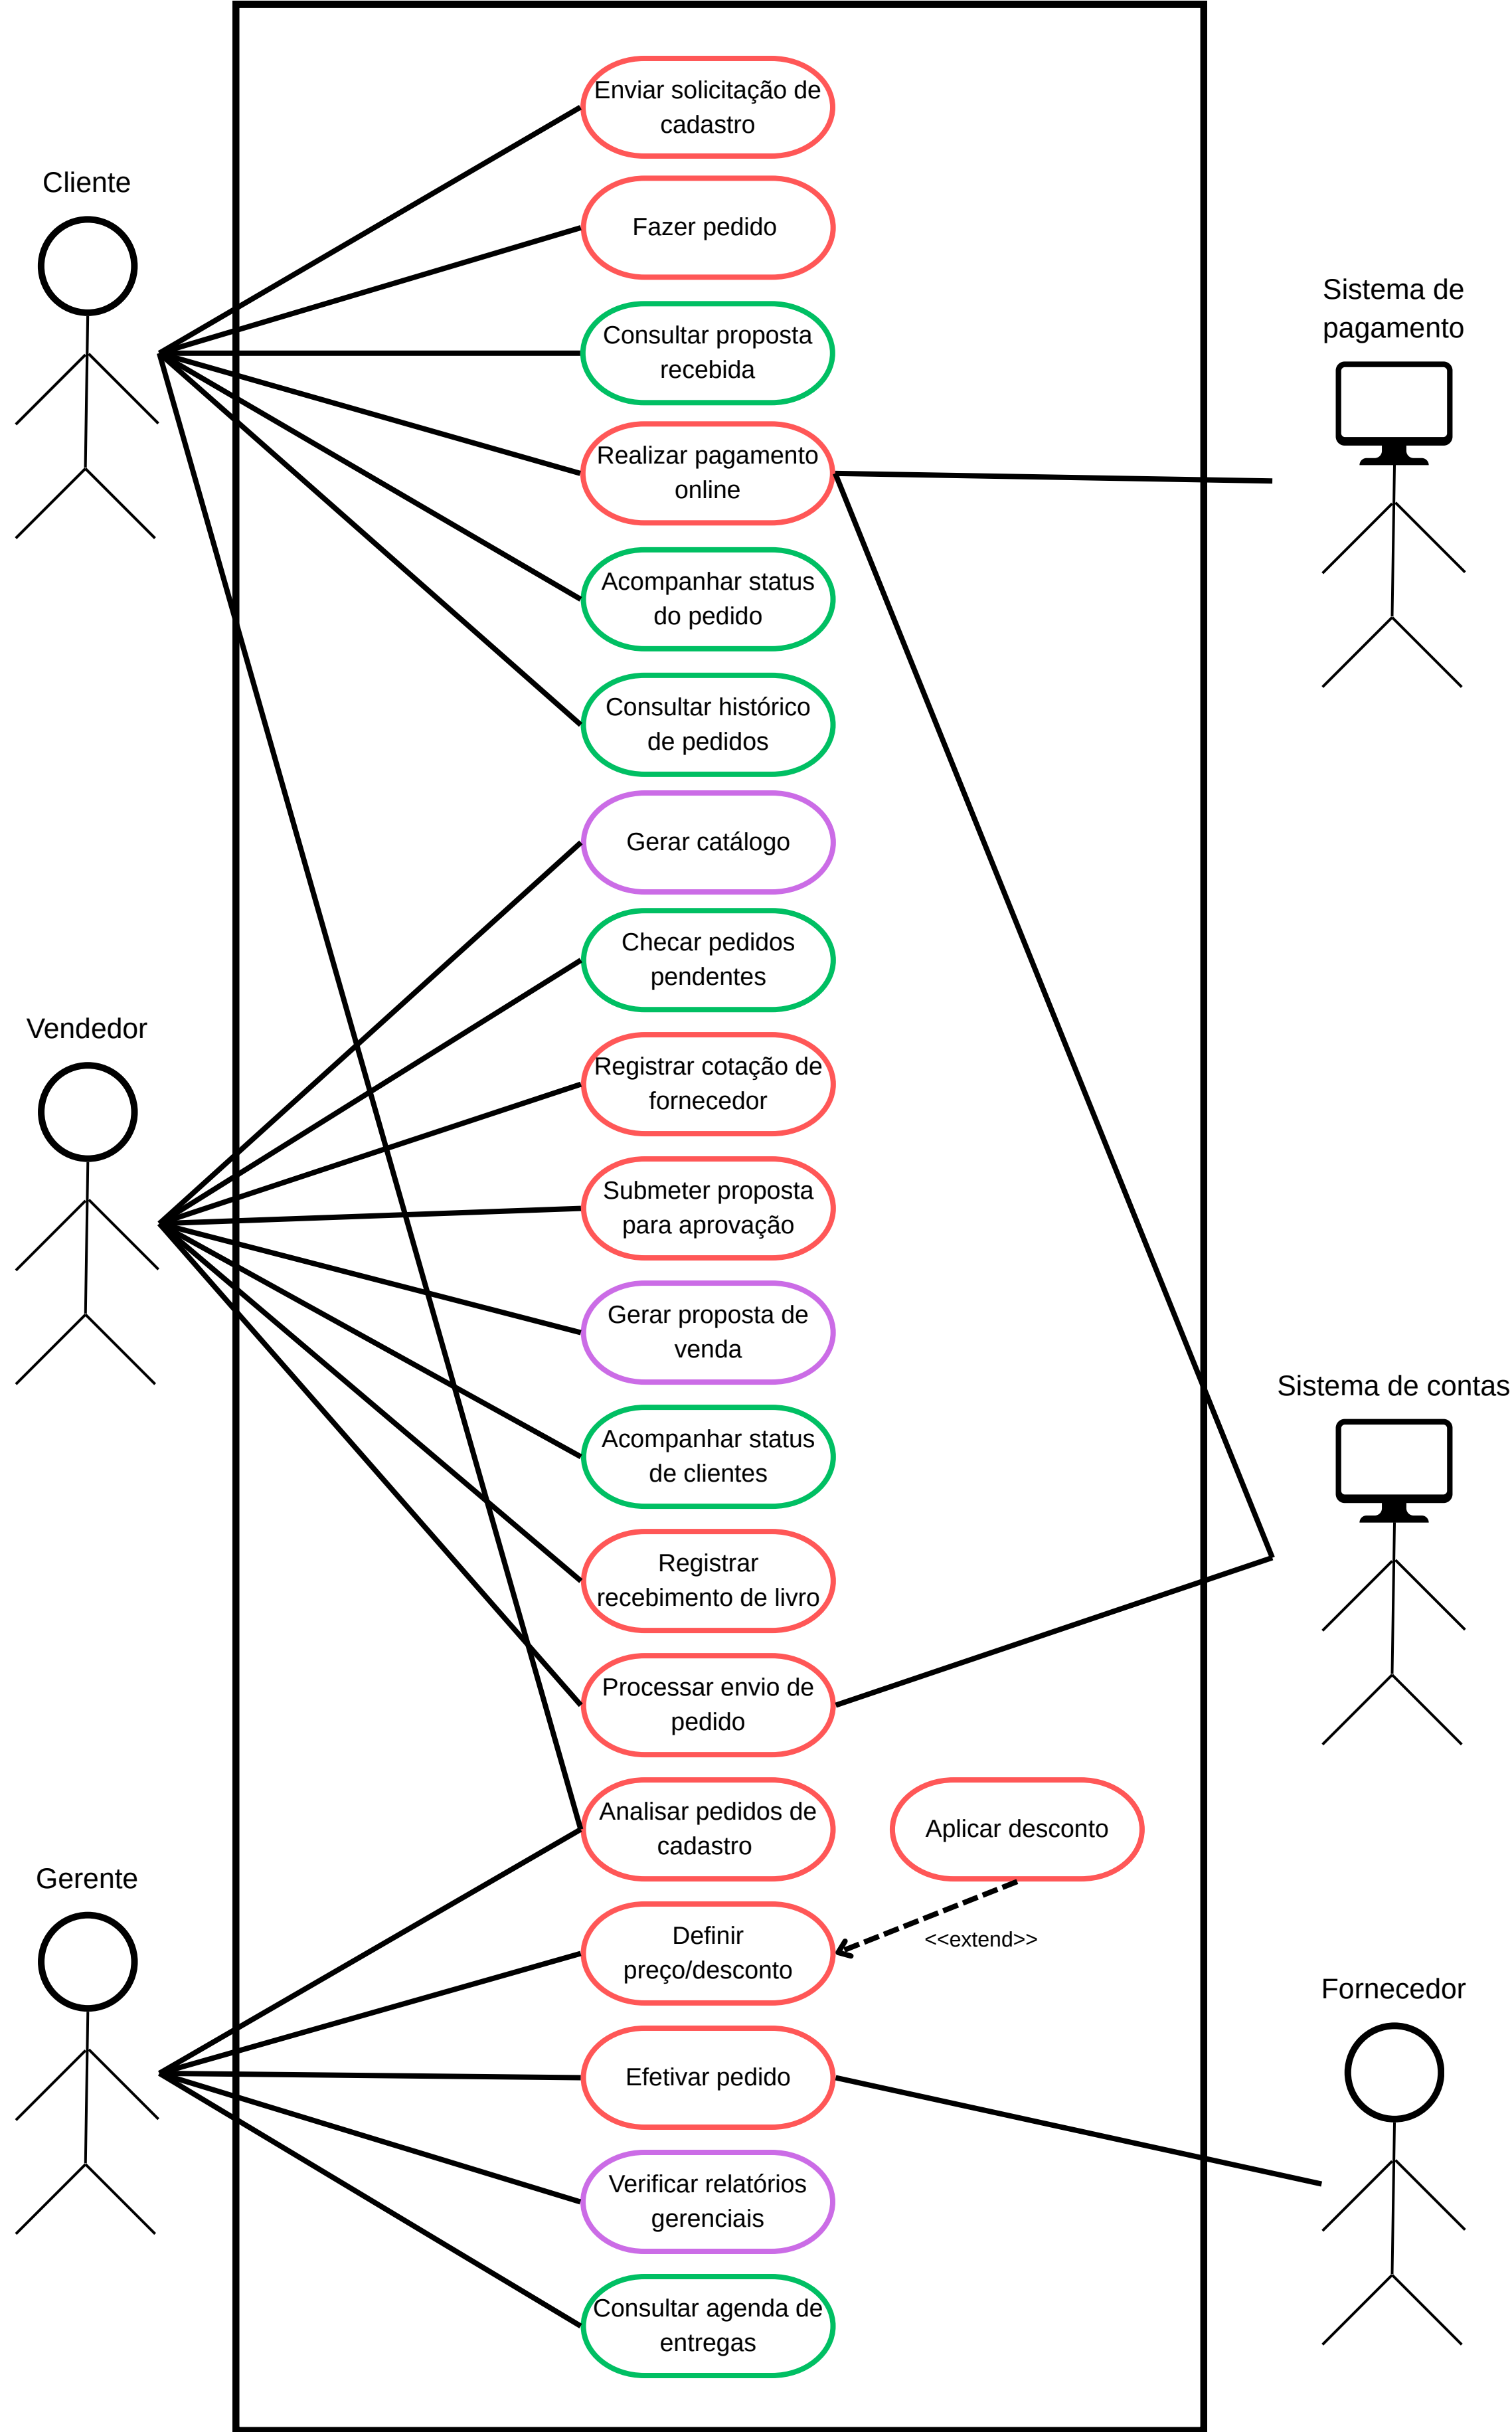 Enviar solicitação de
cadastro
Cliente
Fazer pedido
Sistema de
pagamento
Consultar proposta
recebida
Realizar pagamento
online
Acompanhar status
do pedido
Consultar histórico
de pedidos
Gerar catálogo
Checar pedidos
pendentes
Vendedor
Registrar cotação de
fornecedor
Submeter proposta
para aprovação
Gerar proposta de
venda
Sistema de contas
Acompanhar status
de clientes
Registrar
recebimento de livro
Processar envio de
pedido
Analisar pedidos de
cadastro
Aplicar desconto
Gerente
Definir
preço/desconto
<<extend>>
Fornecedor
Efetivar pedido
Verificar relatórios
gerenciais
Consultar agenda de
entregas